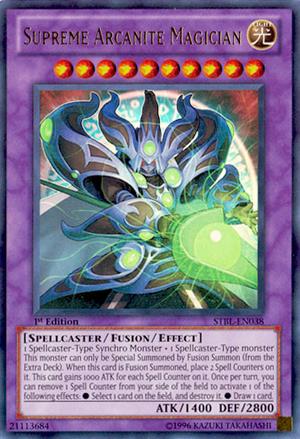 SUPREME ARCANITE MAGICIAN
LIGHT
光
1st Edition
STBL-EN038
[SPELLCASTER/FUSION/EFFECT]
1 Spellcaster-Type Synchro Monster + 1 Spellcaster-Type monster
This monster can only be Special Summoned by Fusion Summon (from
the Extra Deck). When this card is Fusion Summoned, place 2 Spell Counters on
it. This card gains 1000 ATK for each Spell Counter on it. Once per turn, you
can remove 1 Spell Counter from your side of the field to activate 1 of
following effects: ● Select 1 card on the field, and destroy it. ● Draw 1 card.
ATK/1400 DEF/2800
21113684
©1996 KAZUKI TAKAHASHI